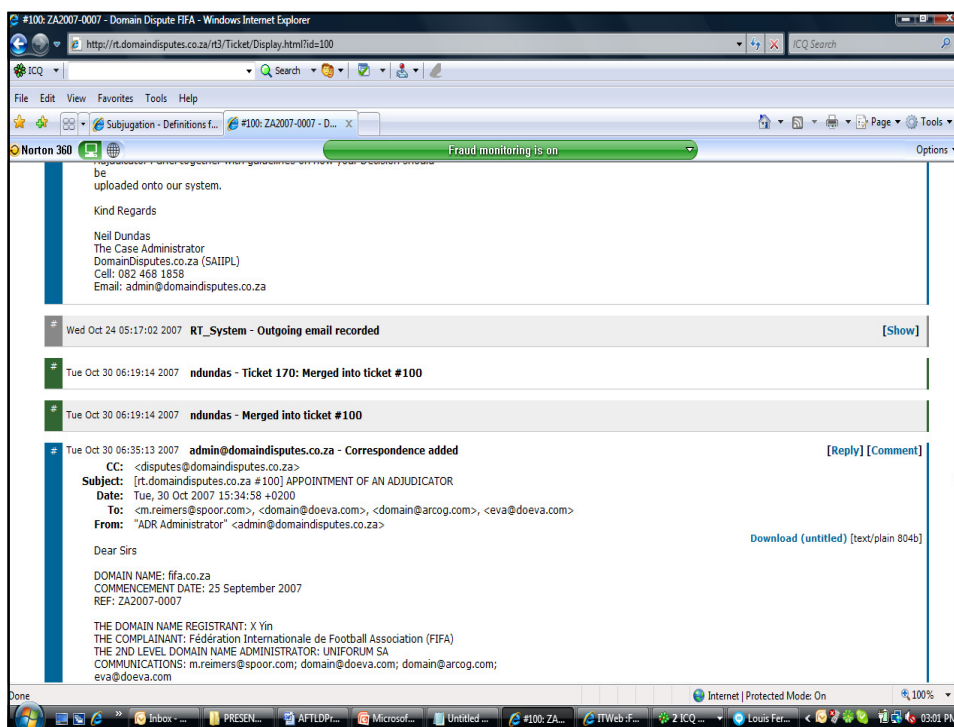 #100: ZA2007-0007 - Domain Dispute FIFA - Windows Internet Explorer
http://rt.domaindisputes.co.za/rt3/Ticket/Display.html?id=100
ICQ Search
ICQ
Search
File Edit View Favorites Tools Help
Subjugation - Definitions f...
#100: ZA2007-0007 - D... X
Page
Tools
Norton 360
Fraud monitoring is on
Options
Adjudicator Panel together with guidelines on how your Decision should
be
uploaded onto our system.
Kind Regards
Neil Dundas
The Case Administrator
DomainDisputes.co.za (SAIIPL)
Cell: 082 468 1858
Email: admin@domaindisputes.co.za
# Wed Oct 24 05:17:02 2007 RT_System - Outgoing email recorded [Show]
# Tue Oct 30 06:19:14 2007 ndundas - Ticket 170: Merged into ticket #100
# Tue Oct 30 06:19:14 2007 ndundas - Merged into ticket #100
# Tue Oct 30 06:35:13 2007 admin@domaindisputes.co.za - Correspondence added [Reply] [Comment]
CC: <disputes@domaindisputes.co.za>
Subject: [rt.domaindisputes.co.za #100] APPOINTMENT OF AN ADJUDICATOR
Date: Tue, 30 Oct 2007 15:34:58 +0200
To: <m.reimers@spoor.com>, <domain@doeva.com>, <domain@arcog.com>, <eva@doeva.com>
From: "ADR Administrator" <admin@domaindisputes.co.za>
Download (untitled) [text/plain 804b]
Dear Sirs
DOMAIN NAME: fifa.co.za
COMMENCEMENT DATE: 25 September 2007
REF: ZA2007-0007
THE DOMAIN NAME REGISTRANT: X Yin
THE COMPLAINANT: Fédération Internationale de Football Association (FIFA)
THE 2ND LEVEL DOMAIN NAME ADMINISTRATOR: UNIFORUM SA
COMMUNICATIONS: m.reimers@spoor.com; domain@doeva.com; domain@arcog.com;
eva@doeva.com
Done
Internet | Protected Mode: On
100%
Inbox - ...
PRESEN...
AFTLDPr...
Microsof...
Untitled ...
#100: ZA...
ITWeb :F...
2 ICQ ...
Louis Fer...
03:01 PM